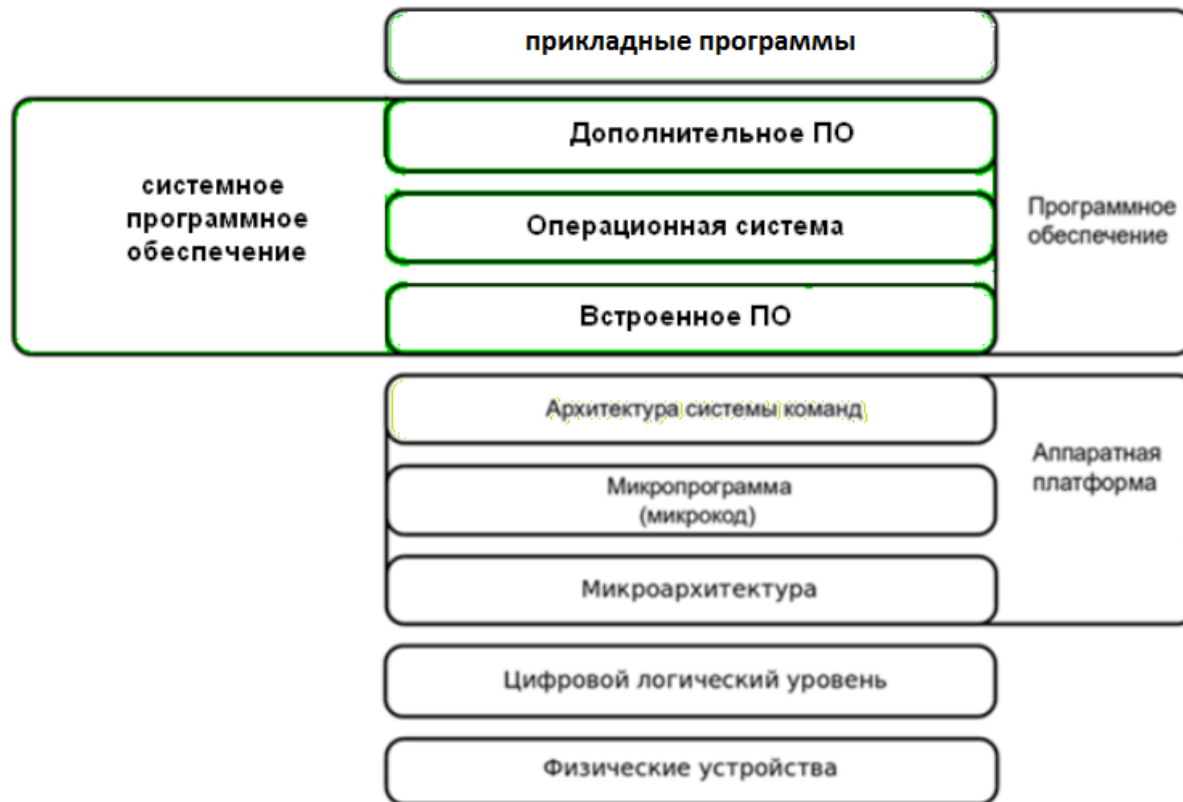 прикладные программы
Дополнительное ПО
системное
программное
обеспечение
Операционная система
Программное
обеспечение
Встроенное ПО
Архитектура системы команд
Микропрограмма
(микрокод)
Аппаратная
платформа
Микроархитектура
Цифровой логический уровень
Физические устройства